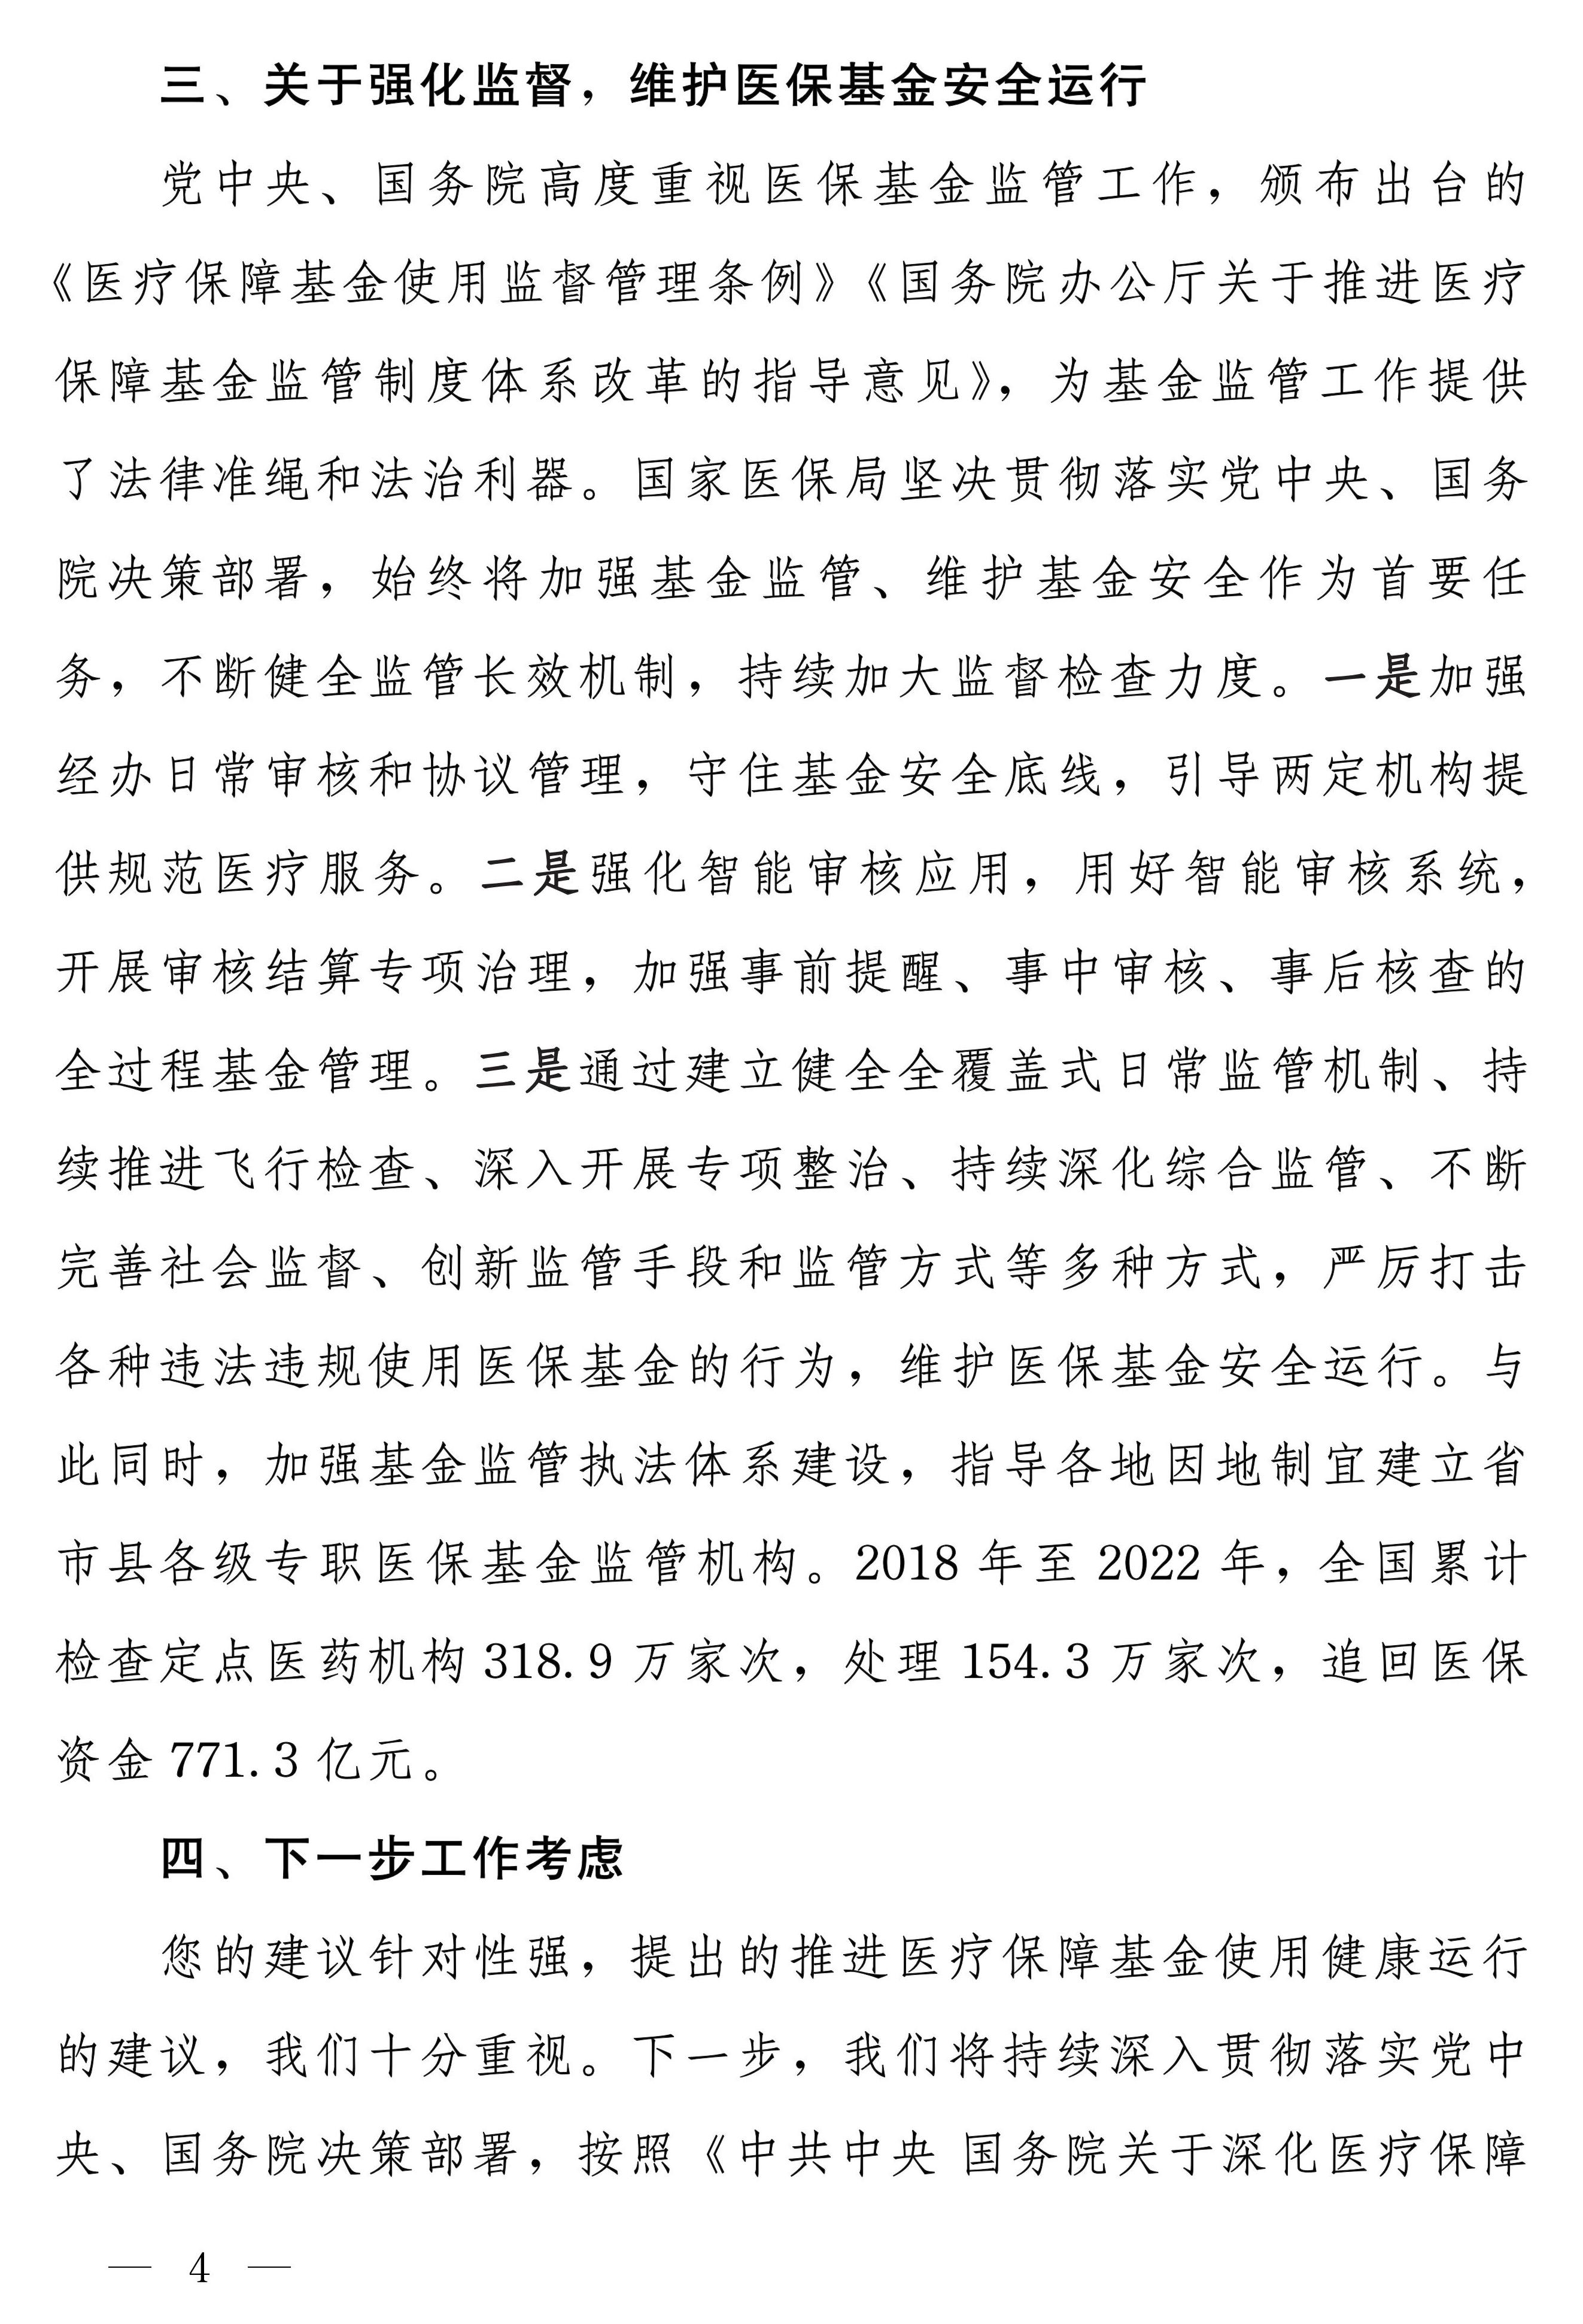 三、关于强化监督，维护医保基金安全运行
党中央、国务院高度重视医保基金监管工作，颁布出台的
《医疗保障基金使用监督管理条例》《国务院办公厅关于推进医疗
保障基金监管制度体系改革的指导意见》，为基金监管工作提供
了法律准绳和法治利器。国家医保局坚决贯彻落实党中央、国务
院决策部署，始终将加强基金监管、维护基金安全作为首要任
务，不断健全监管长效机制，持续加大监督检查力度。一是加强
经办日常审核和协议管理，守住基金安全底线，引导两定机构提
供规范医疗服务。二是强化智能审核应用，用好智能审核系统，
开展审核结算专项治理，加强事前提醒、事中审核、事后核查的
全过程基金管理。三是通过建立健全全覆盖式日常监管机制、持
续推进飞行检查、深入开展专项整治、持续深化综合监管、不断
完善社会监督、创新监管手段和监管方式等多种方式，严厉打击
各种违法违规使用医保基金的行为，维护医保基金安全运行。与
此同时，加强基金监管执法体系建设，指导各地因地制宜建立省
市县各级专职医保基金监管机构。2018 年至 2022 年，全国累计
检查定点医药机构 318.9 万家次，处理 154.3 万家次，追回医保
资金 771.3 亿元。
四、下一步工作考虑
您的建议针对性强，提出的推进医疗保障基金使用健康运行
的建议，我们十分重视。下一步，我们将持续深入贯彻落实党中
央、国务院决策部署，按照《中共中央 国务院关于深化医疗保障
— 4 —